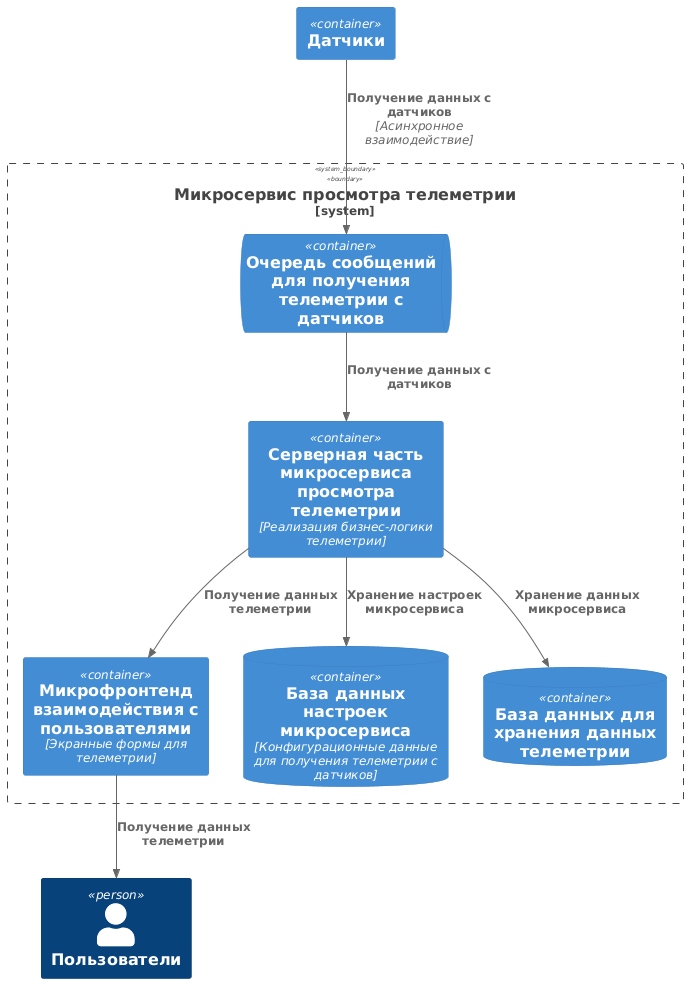 «container»
Датчики
Получение данных с
датчиков
[Асинхронное
взаимодействие]
«system_boundary»
«boundary»
Микросервис просмотра телеметрии
[system]
«container»
Очередь сообщений
для получения
телеметрии с
датчиков
Получение данных с
датчиков
«container»
Серверная часть
микросервиса
просмотра
телеметрии
[Реализация бизнес-логики
телеметрии]
Получение данных
телеметрии
Хранение настроек
микросервиса
Хранение данных
микросервиса
«container»
Микрофронтенд
взаимодействия с
пользователями
[Экранные формы для
телеметрии]
«container»
База данных
настроек
микросервиса
[Конфигурационные данные
для получения телеметрии с
датчиков]
«container»
База данных для
хранения данных
телеметрии
Получение данных
телеметрии
«person»
Пользователи